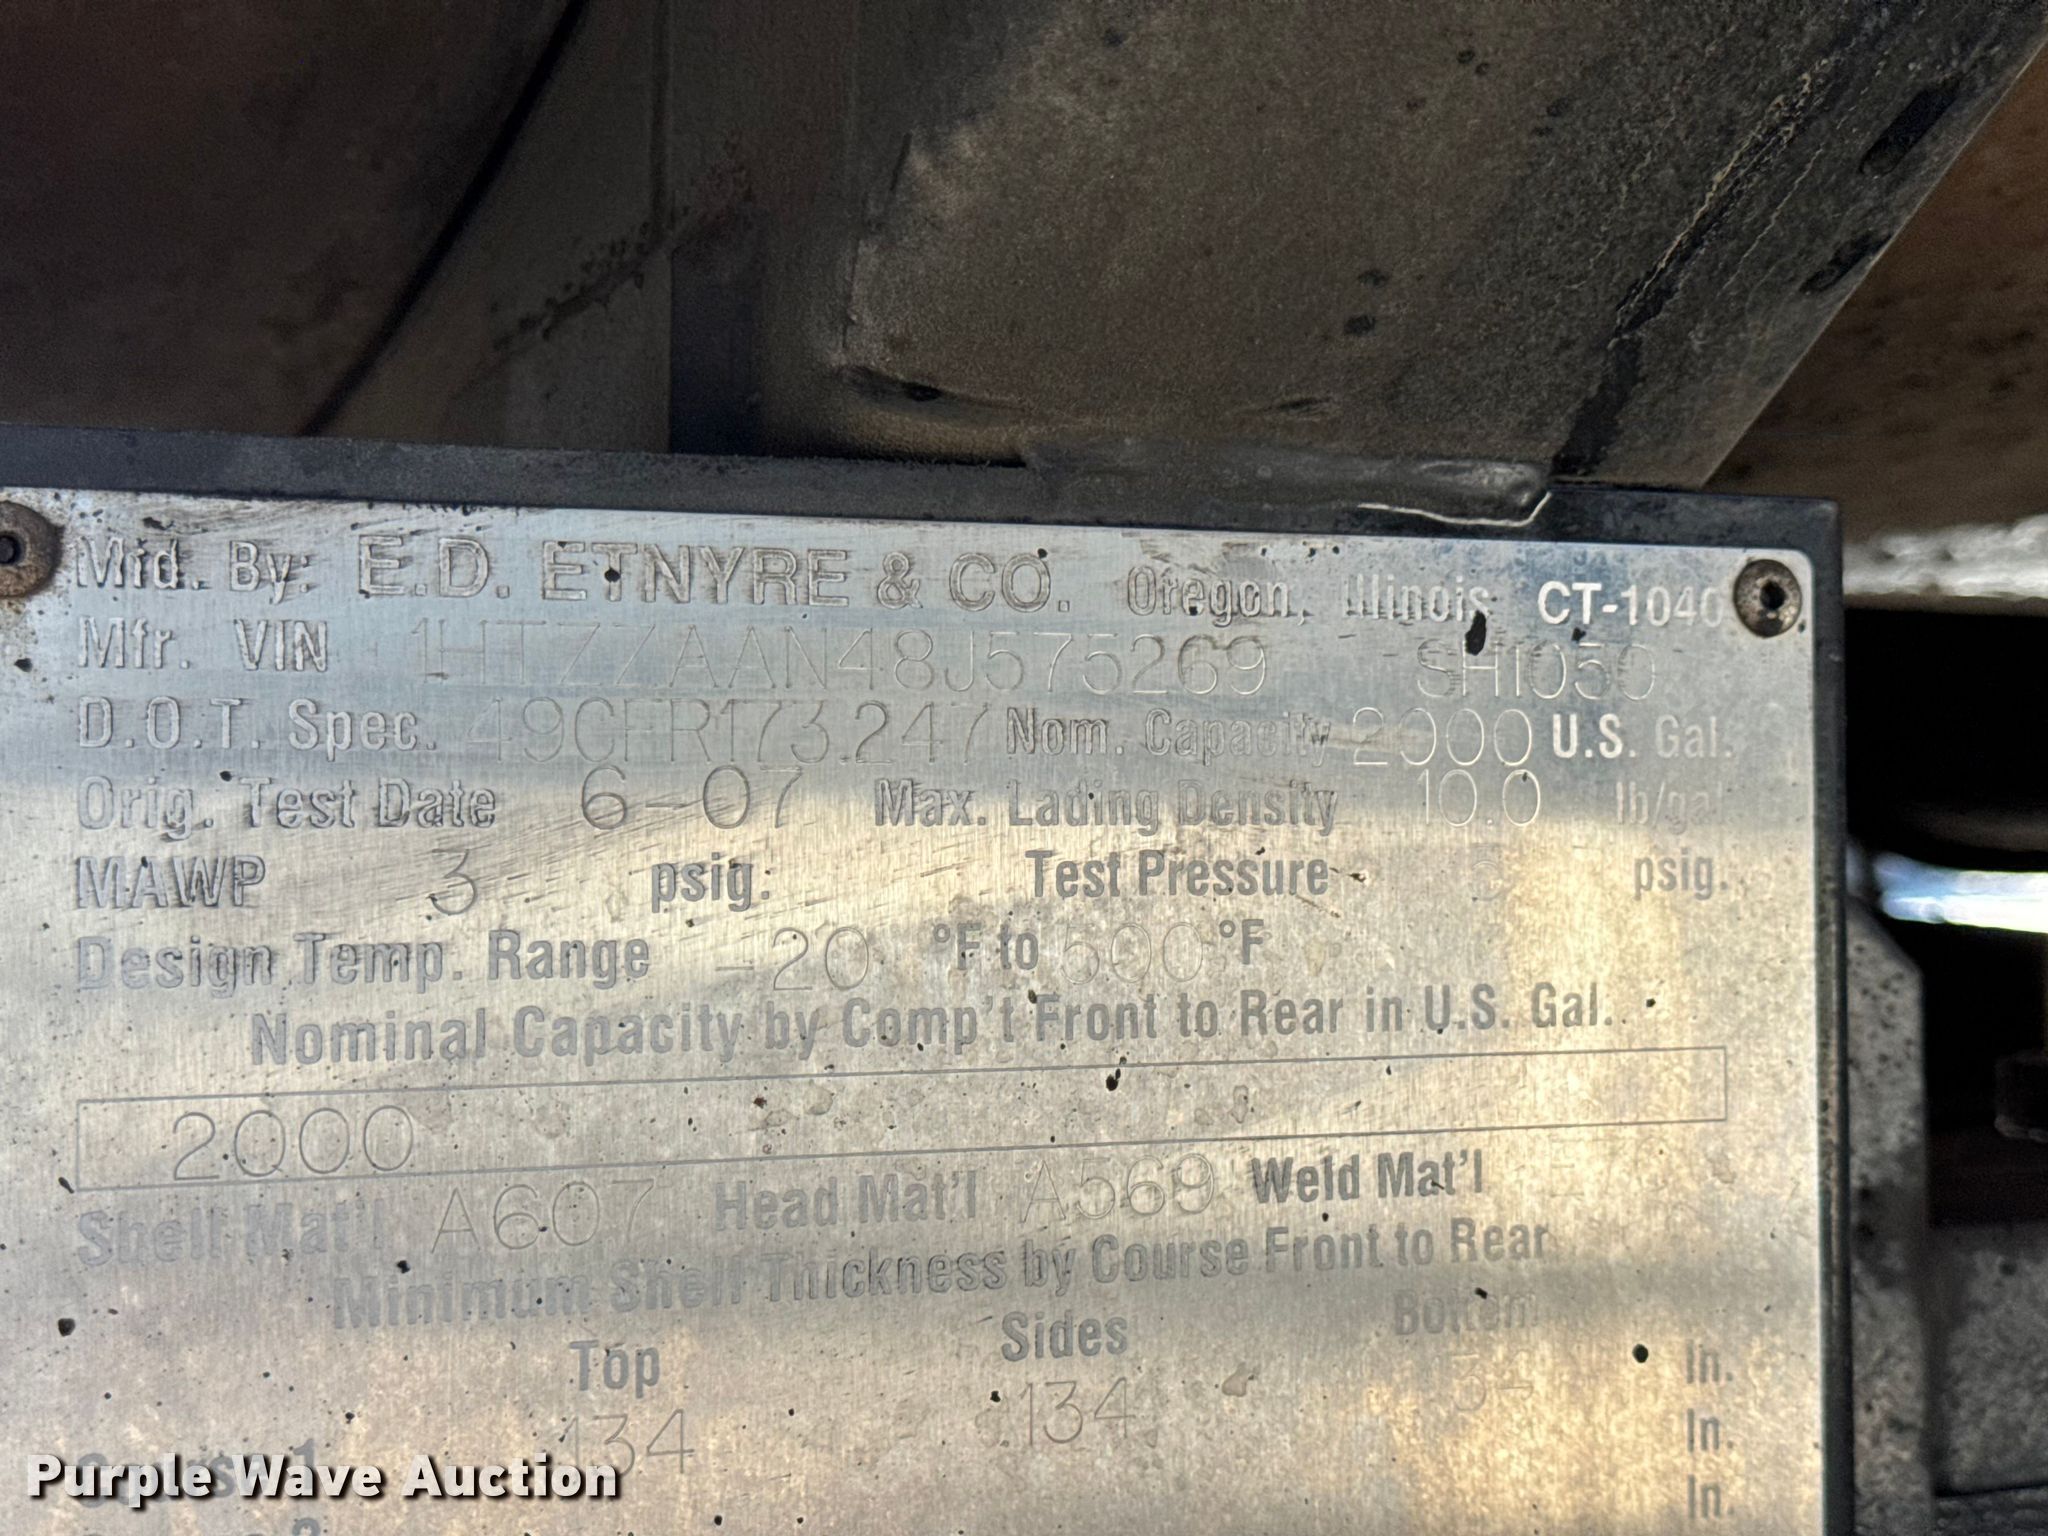 Mfd. By: E.D. ETNYRE & CO. Oregon, Illinois CT-1040
Mfr. VIN 1HTZZAAN48J575269 SH1050
D.O.T. Spec. 49CFR173.247 Nom. Capacity 2000 U.S. Gal.
Orig. Test Date 6-07 Max. Lading Density 10.0 lb/gal
MAWP 3 psig. Test Pressure psig.
Design Temp. Range -20 °F to 500 °F
Nominal Capacity by Comp't Front to Rear in U.S. Gal.
2000
Shell Mat'l A607 Head Mat'l A569 Weld Mat'l
Minimum Shell Thickness by Course Front to Rear
Top Sides Bottom
.134 .134 In.
In.
In.
Purple Wave Auction